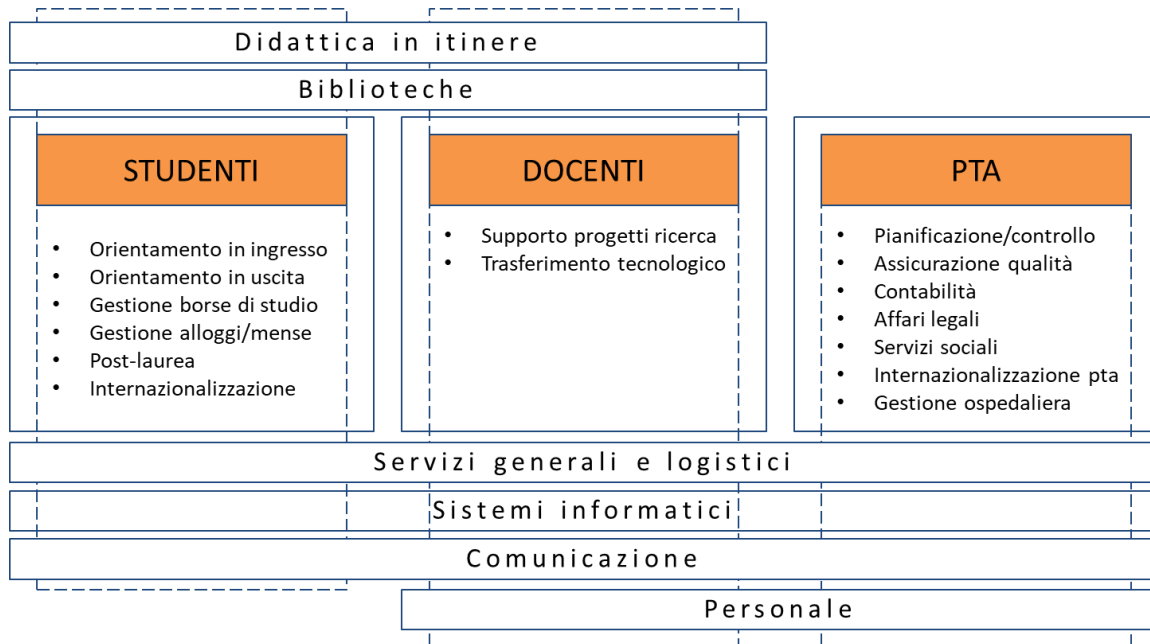 Didattica in itinere
Biblioteche
STUDENTI
• Orientamento in ingresso
• Orientamento in uscita
• Gestione borse di studio
• Gestione alloggi/mense
• Post-laurea
• Internazionalizzazione
DOCENTI
• Supporto progetti ricerca
• Trasferimento tecnologico
PTA
• Pianificazione/controllo
• Assicurazione qualità
• Contabilità
• Affari legali
• Servizi sociali
• Internazionalizzazione pta
• Gestione ospedaliera
Servizi generali e logistici
Sistemi informatici
Comunicazione
Personale